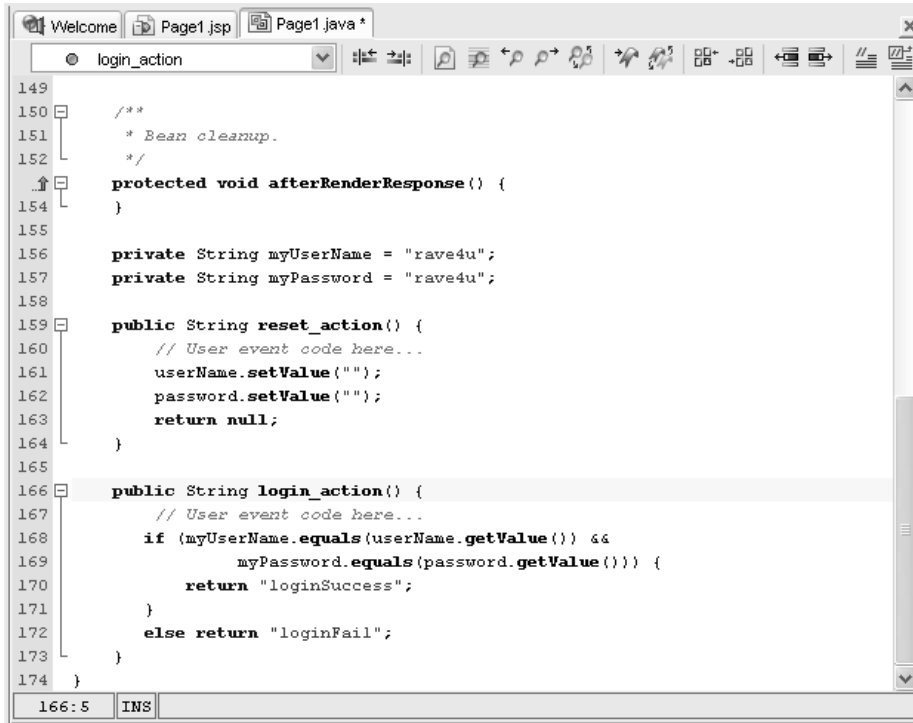 Welcome Page1.jsp Page1.java *
login_action
149
150 /**
151 * Bean cleanup.
152 */
protected void afterRenderResponse() {
154 }
155
156 private String myUserName = "rave4u";
157 private String myPassword = "rave4u";
158
159 public String reset_action() {
160 // User event code here...
161 userName.setValue("");
162 password.setValue("");
163 return null;
164 }
165
166 public String login_action() {
167 // User event code here...
168 if (myUserName.equals(userName.getValue()) &&
169 myPassword.equals(password.getValue())) {
170 return "loginSuccess";
171 }
172 else return "loginFail";
173 }
174 }
166:5 INS